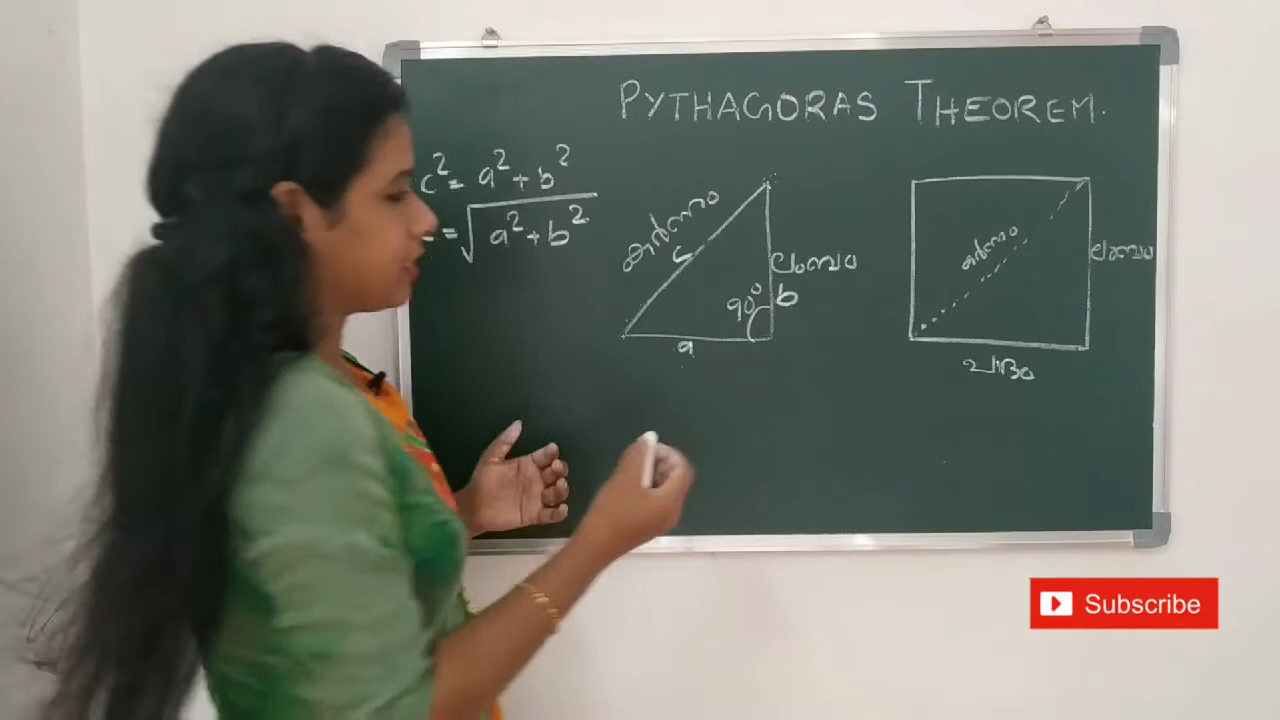 PYTHAGORAS THEOREM.
c² = a² + b²
= √a² + b²
കർണം
c
90°
ലംബം
b
a
കർണം
ലംബം
പാദം
Subscribe